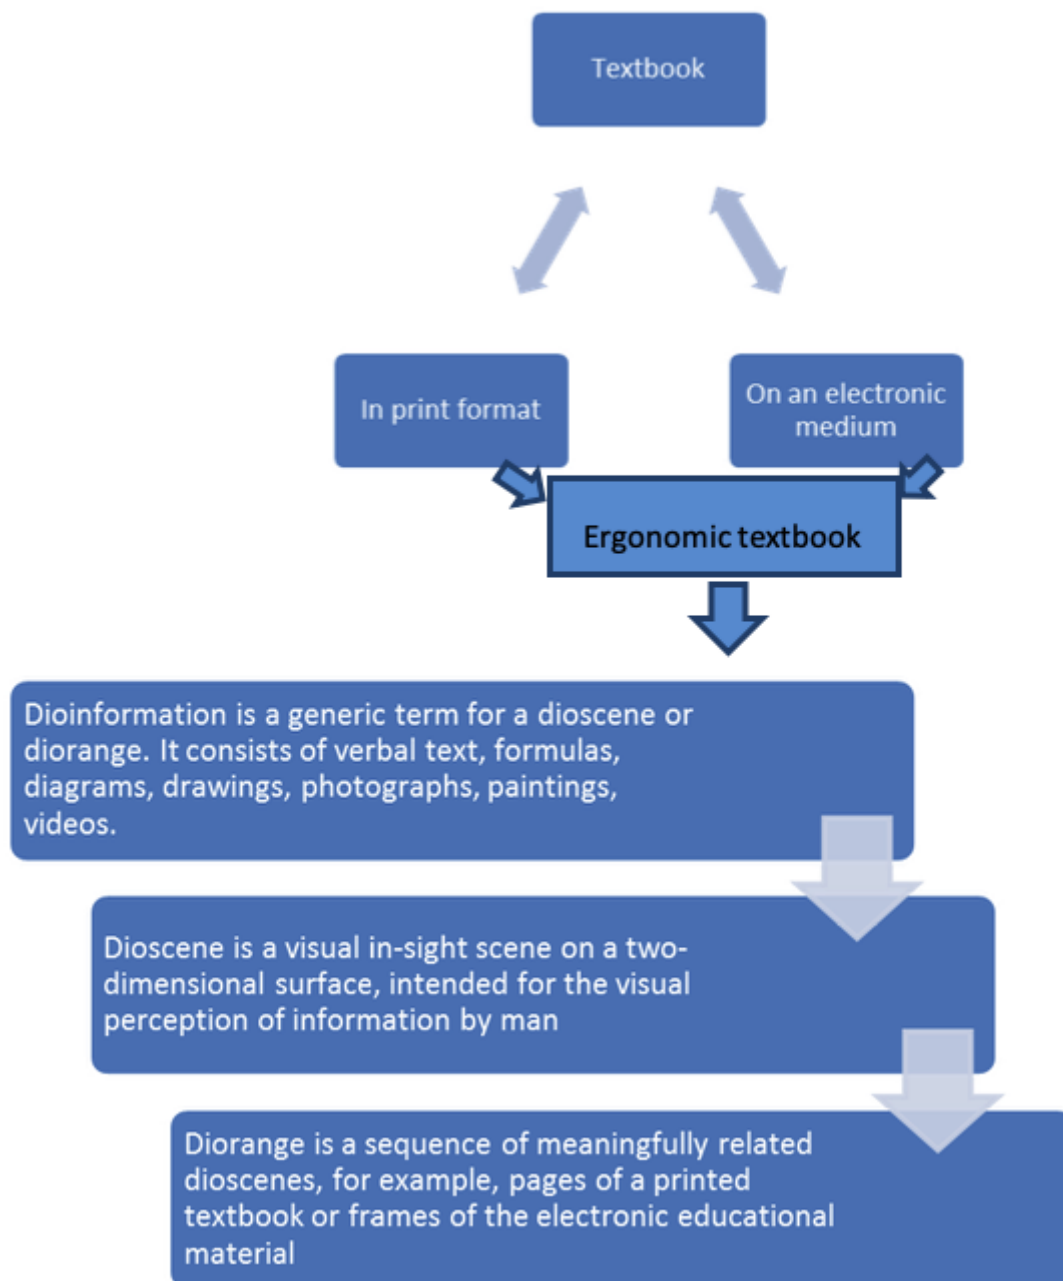 Textbook
In print format
On an electronic
medium
Ergonomic textbook
Dioinformation is a generic term for a dioscene or
diorange. It consists of verbal text, formulas,
diagrams, drawings, photographs, paintings,
videos.
Dioscene is a visual in-sight scene on a two-
dimensional surface, intended for the visual
perception of information by man
Diorange is a sequence of meaningfully related
dioscenes, for example, pages of a printed
textbook or frames of the electronic educational
material